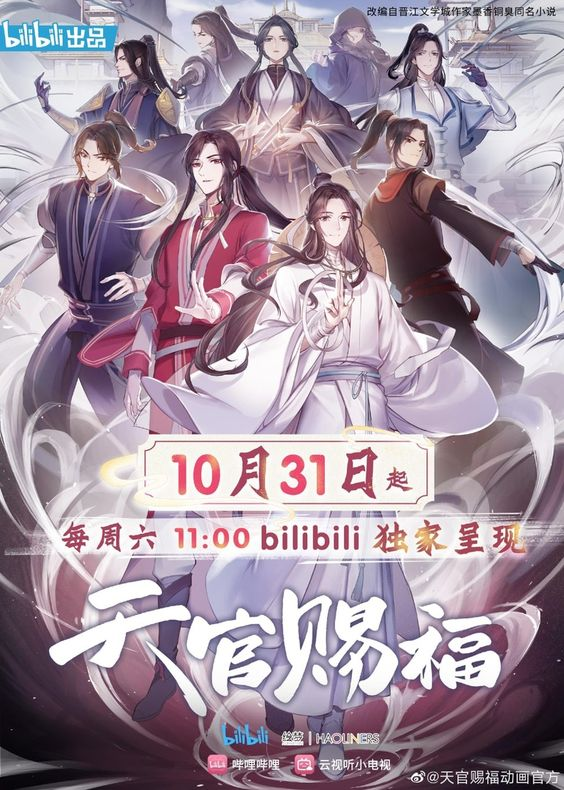 改编自晋江文学城作家墨香铜臭同名小说
bilibili出品
10月31日起
每周六 11:00 bilibili 独家呈现
天官赐福
bilibili 绘梦 | HAOLINERS
哔哩哔哩 云视听小电视
@天官赐福动画官方